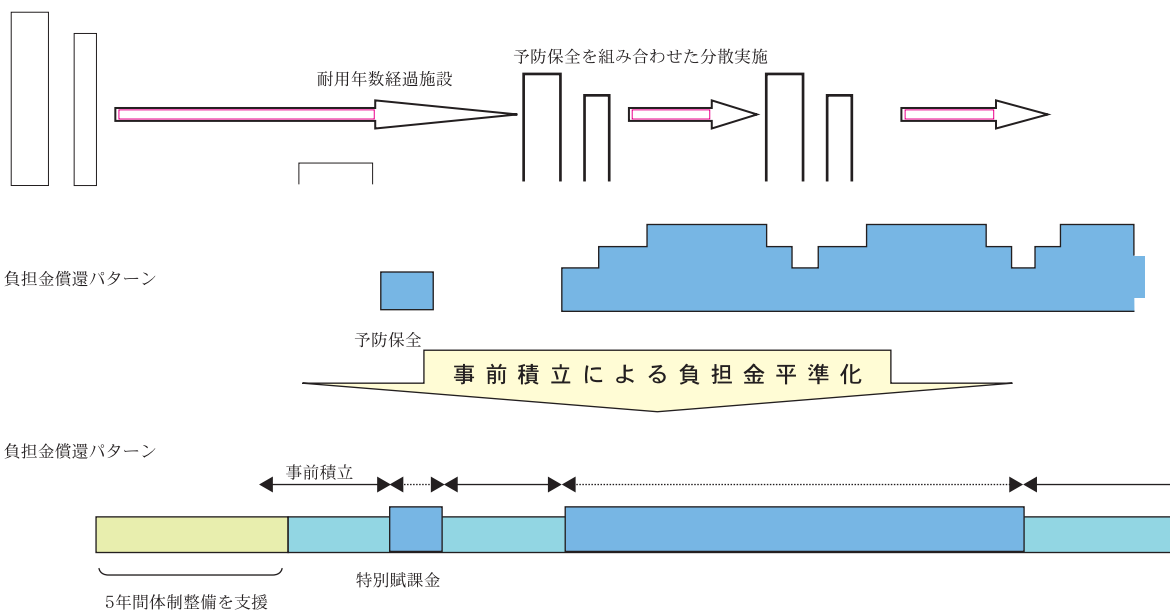 予防保全を組み合わせた分散実施
耐用年数経過施設
負担金償還パターン
予防保全
事前積立による負担金平準化
負担金償還パターン
事前積立
特別賦課金
5年間体制整備を支援